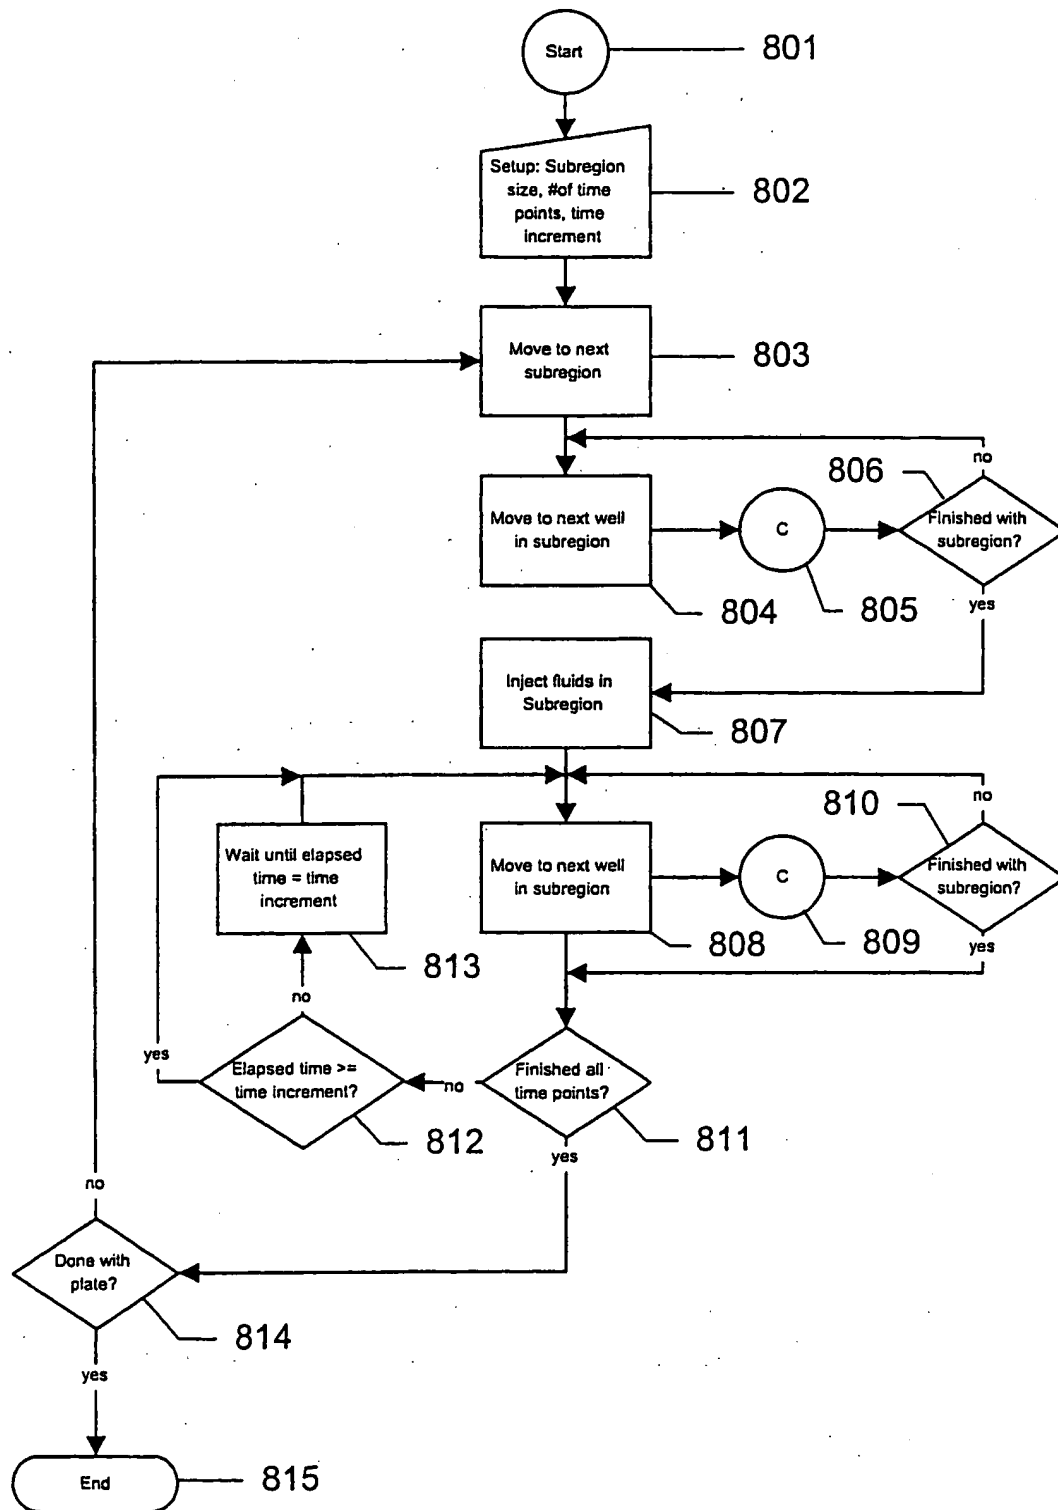 Start
801
Setup: Subregion
size, #of time
points, time
increment
802
Move to next
subregion
803
no
806
Move to next well
in subregion
C
Finished with
subregion?
804
805
yes
Inject fluids in
Subregion
807
810
no
Wait until elapsed
time = time
increment
Move to next well
in subregion
C
Finished with
subregion?
813
808
809
yes
no
yes
Elapsed time >=
time increment?
no
Finished all
time points?
812
811
yes
no
Done with
plate?
814
yes
End
815